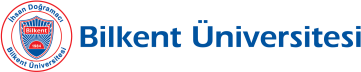 İhsan Doğramacı
Bilkent
1984
Bilkent Üniversitesi
Bilkent Üniversitesi